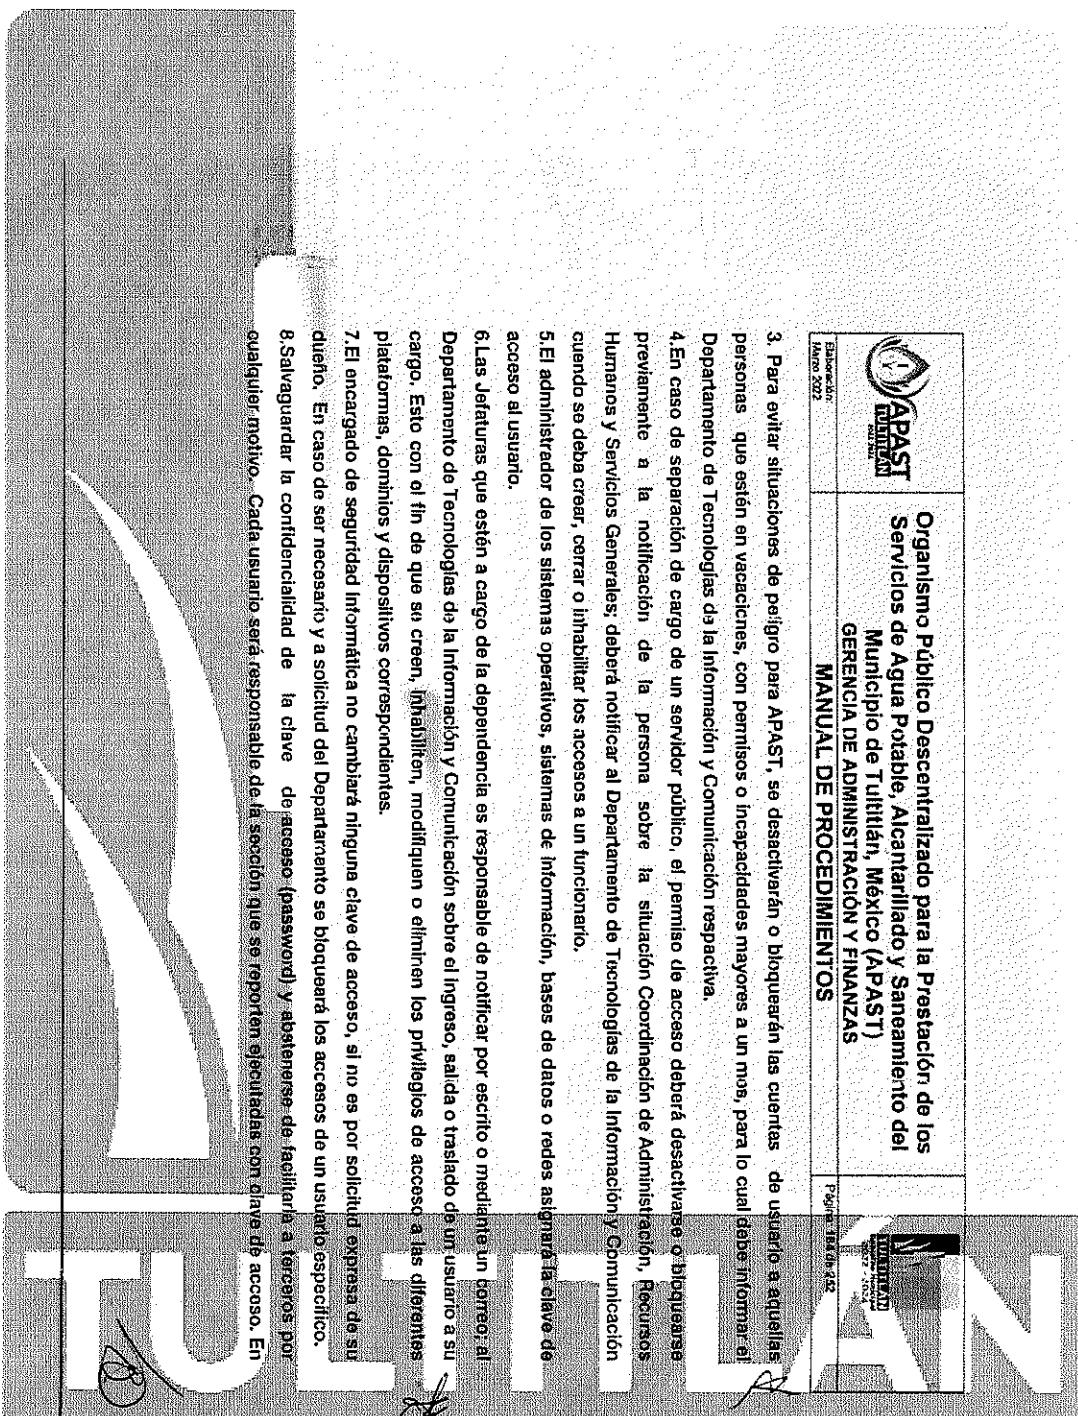 APAST
TULTITLÁN
Organismo Público Descentralizado para la Prestación de los
Servicios de Agua Potable, Alcantarillado y Saneamiento del
Municipio de Tultitlán, México (APAST)
GERENCIA DE ADMINISTRACIÓN Y FINANZAS
MANUAL DE PROCEDIMIENTOS
TULTITLÁN
Elaboración:
Marzo 2022
Página 184 de 252
3. Para evitar situaciones de peligro para APAST, se desactivarán o bloquearán las cuentas de usuario a aquellas
personas que estén en vacaciones, con permisos o incapacidades mayores a un mes, para lo cual debe informar el
Departamento de Tecnologías de la Información y Comunicación respectiva.
4.En caso de separación de cargo de un servidor público, el permiso de acceso deberá desactivarse o bloquearse
previamente a la notificación de la persona sobre la situación Coordinación de Administración, Recursos
Humanos y Servicios Generales; deberá notificar al Departamento de Tecnologías de la Información y Comunicación
cuando se deba crear, cerrar o inhabilitar los accesos a un funcionario.
5.El administrador de los sistemas operativos, sistemas de información, bases de datos o redes asignará la clave de
acceso al usuario.
6.Las Jefaturas que estén a cargo de la dependencia es responsable de notificar por escrito o mediante un correo, al
Departamento de Tecnologías de la Información y Comunicación sobre el ingreso, salida o traslado de un usuario a su
cargo. Esto con el fin de que se creen, inhabiliten, modifiquen o eliminen los privilegios de acceso a las diferentes
plataformas, dominios y dispositivos correspondientes.
7.El encargado de seguridad informática no cambiará ninguna clave de acceso, si no es por solicitud expresa de su
dueño. En caso de ser necesario y a solicitud del Departamento se bloqueará los accesos de un usuario específico.
8.Salvaguardar la confidencialidad de la clave de acceso (password) y abstenerse de facilitarla a terceros por
cualquier motivo. Cada usuario será responsable de la sección que se reporten ejecutadas con clave de acceso. En
TULTITLÁN